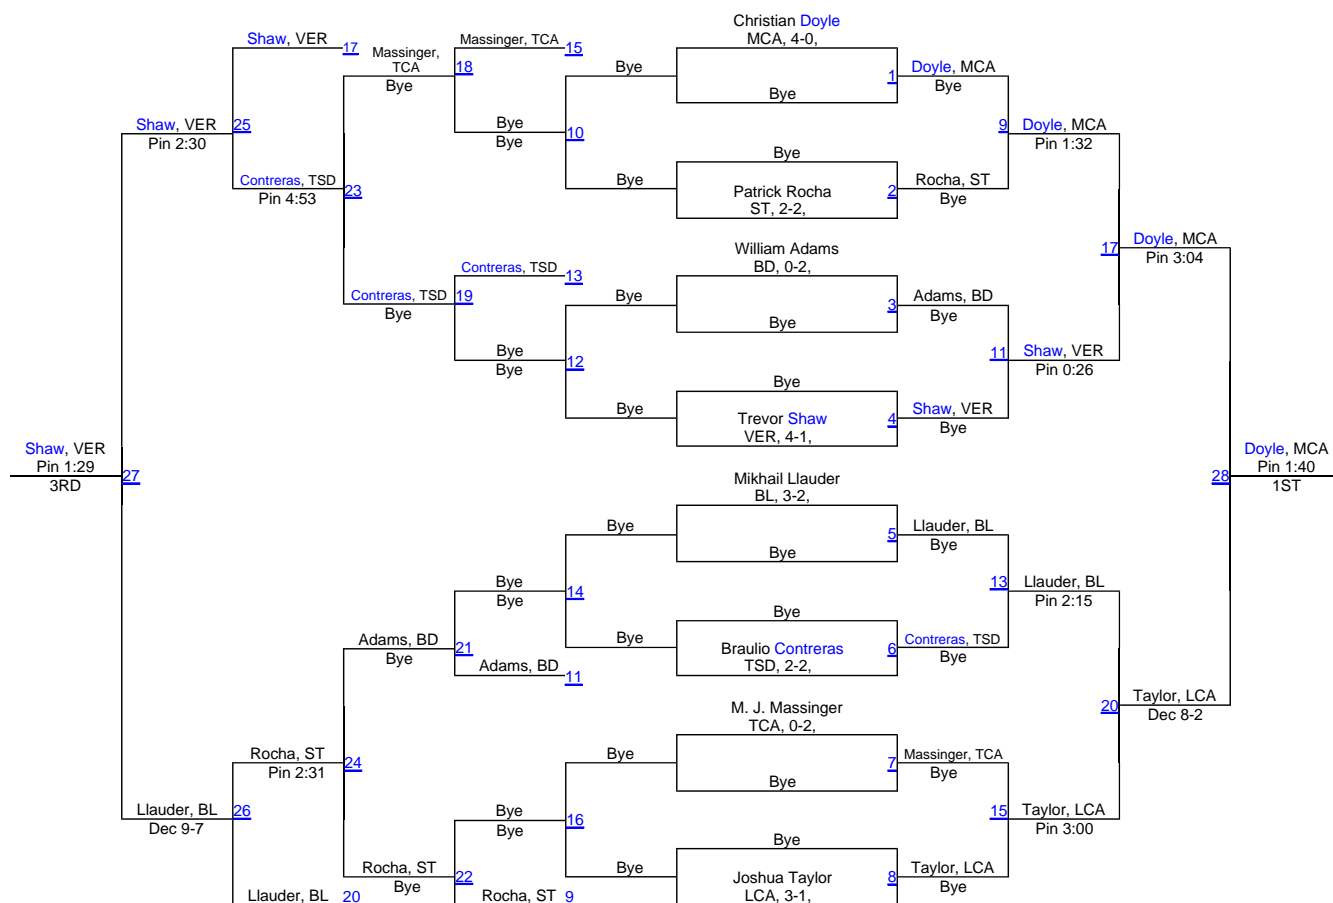 Christian Doyle
MCA, 4-0,
Shaw, VER
17
Massinger,
TCA
Bye
18
Massinger, TCA
15
Bye
1
Doyle, MCA
Bye
Bye
Shaw, VER
Pin 2:30
25
Bye
Bye
10
9
Doyle, MCA
Pin 1:32
Bye
Contreras, TSD
Pin 4:53
23
Bye
Patrick Rocha
ST, 2-2,
2
Rocha, ST
Bye
17
Doyle, MCA
Pin 3:04
William Adams
BD, 0-2,
Contreras, TSD
13
Contreras, TSD
Bye
19
Bye
3
Adams, BD
Bye
Bye
Bye
Bye
12
11
Shaw, VER
Pin 0:26
Bye
Bye
Trevor Shaw
VER, 4-1,
4
Shaw, VER
Bye
Shaw, VER
Pin 1:29
3RD
27
28
Doyle, MCA
Pin 1:40
1ST
Mikhail Llauder
BL, 3-2,
Bye
5
Llauder, BL
Bye
Bye
Bye
Bye
14
13
Llauder, BL
Pin 2:15
Bye
Adams, BD
Bye
21
Adams, BD
11
Bye
Braulio Contreras
TSD, 2-2,
6
Contreras, TSD
Bye
20
Taylor, LCA
Dec 8-2
M. J. Massinger
TCA, 0-2,
Rocha, ST
Pin 2:31
24
Bye
7
Massinger, TCA
Bye
Bye
Llauder, BL
Dec 9-7
26
Bye
Bye
16
15
Taylor, LCA
Pin 3:00
Bye
Rocha, ST
Bye
22
Bye
Joshua Taylor
LCA, 3-1,
8
Taylor, LCA
Bye
Llauder, BL
20
Rocha, ST
9